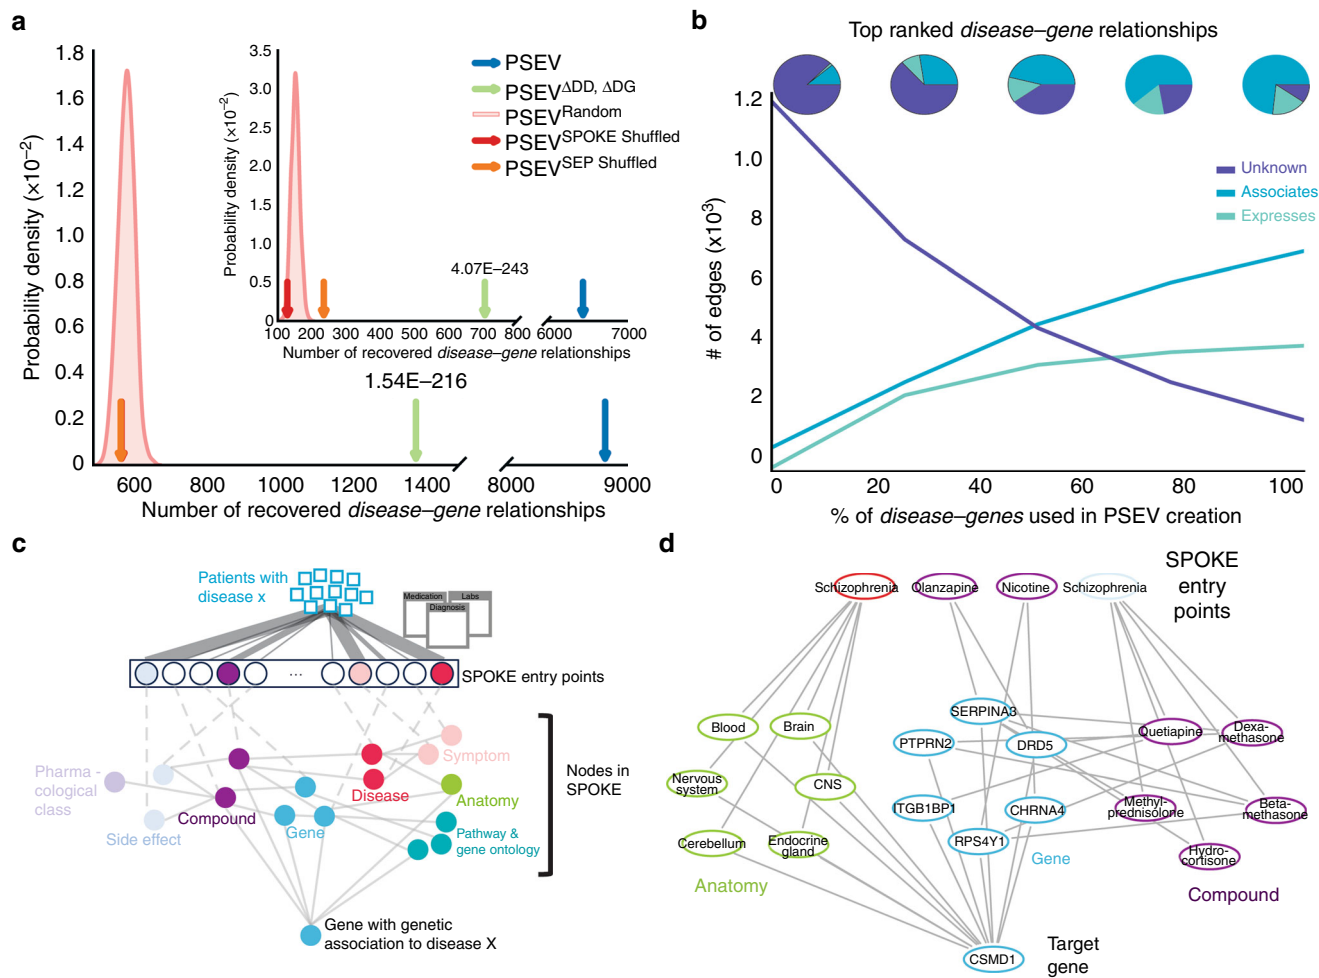 a
1.8
1.6
1.4
1.2
1.0
0.8
0.6
0.4
0.2
0
Probability density (×10−2)
600 800 1000 1200 1400 8000 9000
Number of recovered disease–gene relationships
1.54E–216
3.5
3.0
2.5
2.0
1.5
1.0
0.5
0
Probability density (×10−2)
4.07E–243
100 200 300 400 500 600 700 800 6000 7000
Number of recovered disease–gene relationships
PSEV
PSEVΔDD, ΔDG
PSEVRandom
PSEVSPOKE Shuffled
PSEVSEP Shuffled
b
Top ranked disease–gene relationships
1.2
1.0
8
6
4
2
0
# of edges (x10³)
Unknown
Associates
Expresses
0 20 40 60 80 100
% of disease–genes used in PSEV creation
c
Patients with
disease x
Medication
Labs
Diagnosis
...
SPOKE entry points
Symptom
Pharma -
cological
class
Disease
Anatomy
Compound
Gene
Side effect
Pathway &
gene ontology
Nodes in
SPOKE
Gene with genetic
association to disease X
d
SPOKE
entry
points
Schizophrenia
Olanzapine
Nicotine
Schizophrenia
Blood
Brain
SERPINA3
PTPRN2
DRD5
Quetiapine
Dexa-
methasone
Nervous
system
CNS
ITGB1BP1
CHRNA4
Methyl-
prednisolone
Beta-
methasone
Cerebellum
Endocrine
gland
RPS4Y1
Gene
Hydro-
cortisone
Anatomy
Compound
CSMD1
Target
gene